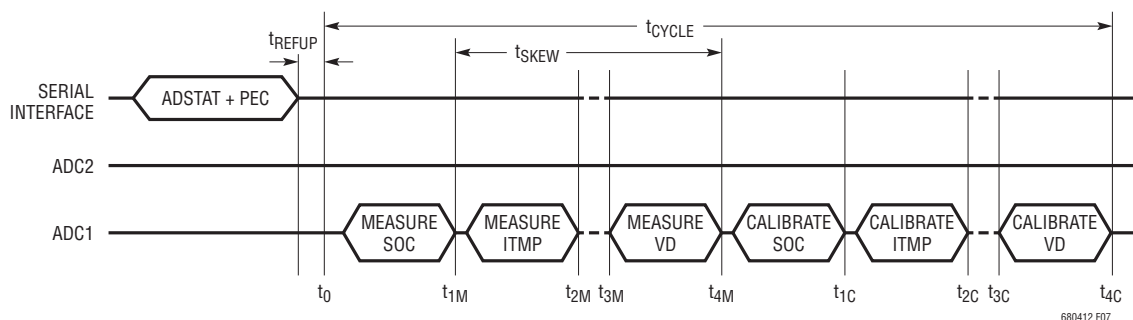 tCYCLE
tREFUP
tSKEW
SERIAL
INTERFACE
ADSTAT + PEC
ADC2
ADC1
MEASURE
SOC
MEASURE
ITMP
MEASURE
VD
CALIBRATE
SOC
CALIBRATE
ITMP
CALIBRATE
VD
t0
t1M
t2M
t3M
t4M
t1C
t2C
t3C
t4C
680412 F07